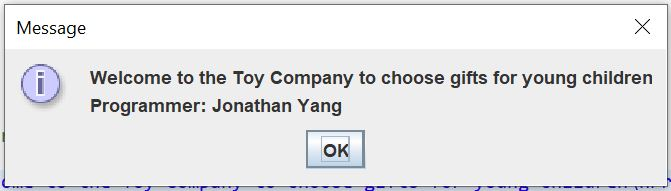 Message
Welcome to the Toy Company to choose gifts for young children
Programmer: Jonathan Yang
OK